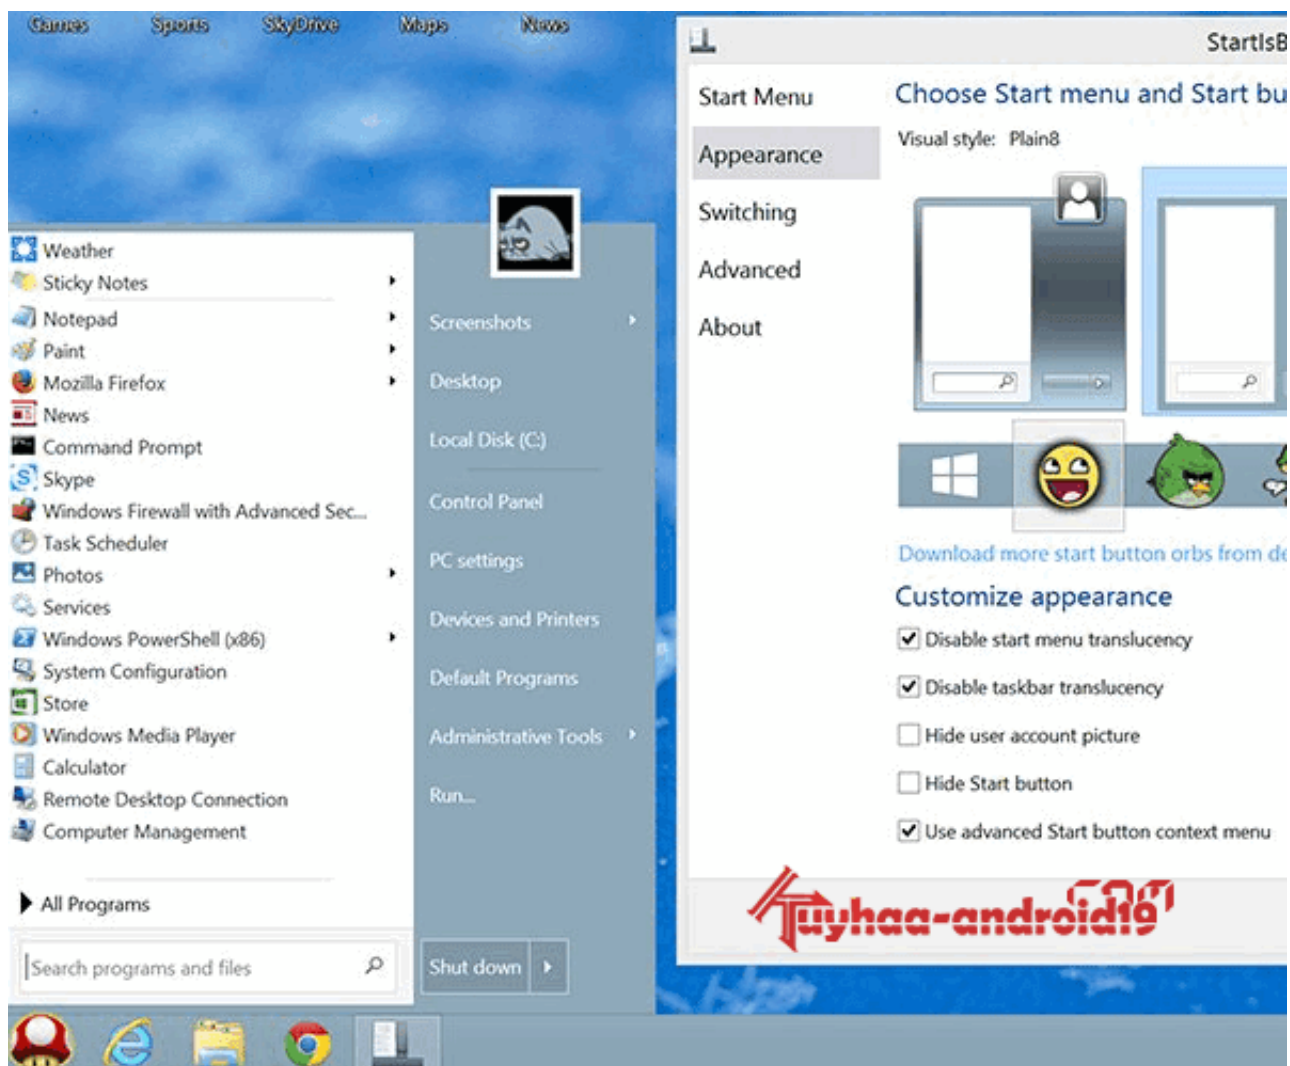 Games Sports SkyDrive Maps News
Weather
Sticky Notes
Notepad
Paint
Mozilla Firefox
News
Command Prompt
Skype
Windows Firewall with Advanced Sec...
Task Scheduler
Photos
Services
Windows PowerShell (x86)
System Configuration
Store
Windows Media Player
Calculator
Remote Desktop Connection
Computer Management
All Programs
Search programs and files
Screenshots
Desktop
Local Disk (C:)
Control Panel
PC settings
Devices and Printers
Default Programs
Administrative Tools
Run...
Shut down
StartIsB
Start Menu
Appearance
Switching
Advanced
About
Choose Start menu and Start bu
Visual style: Plain8
Download more start button orbs from de
Customize appearance
Disable start menu translucency
Disable taskbar translucency
Hide user account picture
Hide Start button
Use advanced Start button context menu
Kuyhaa-android19
.com